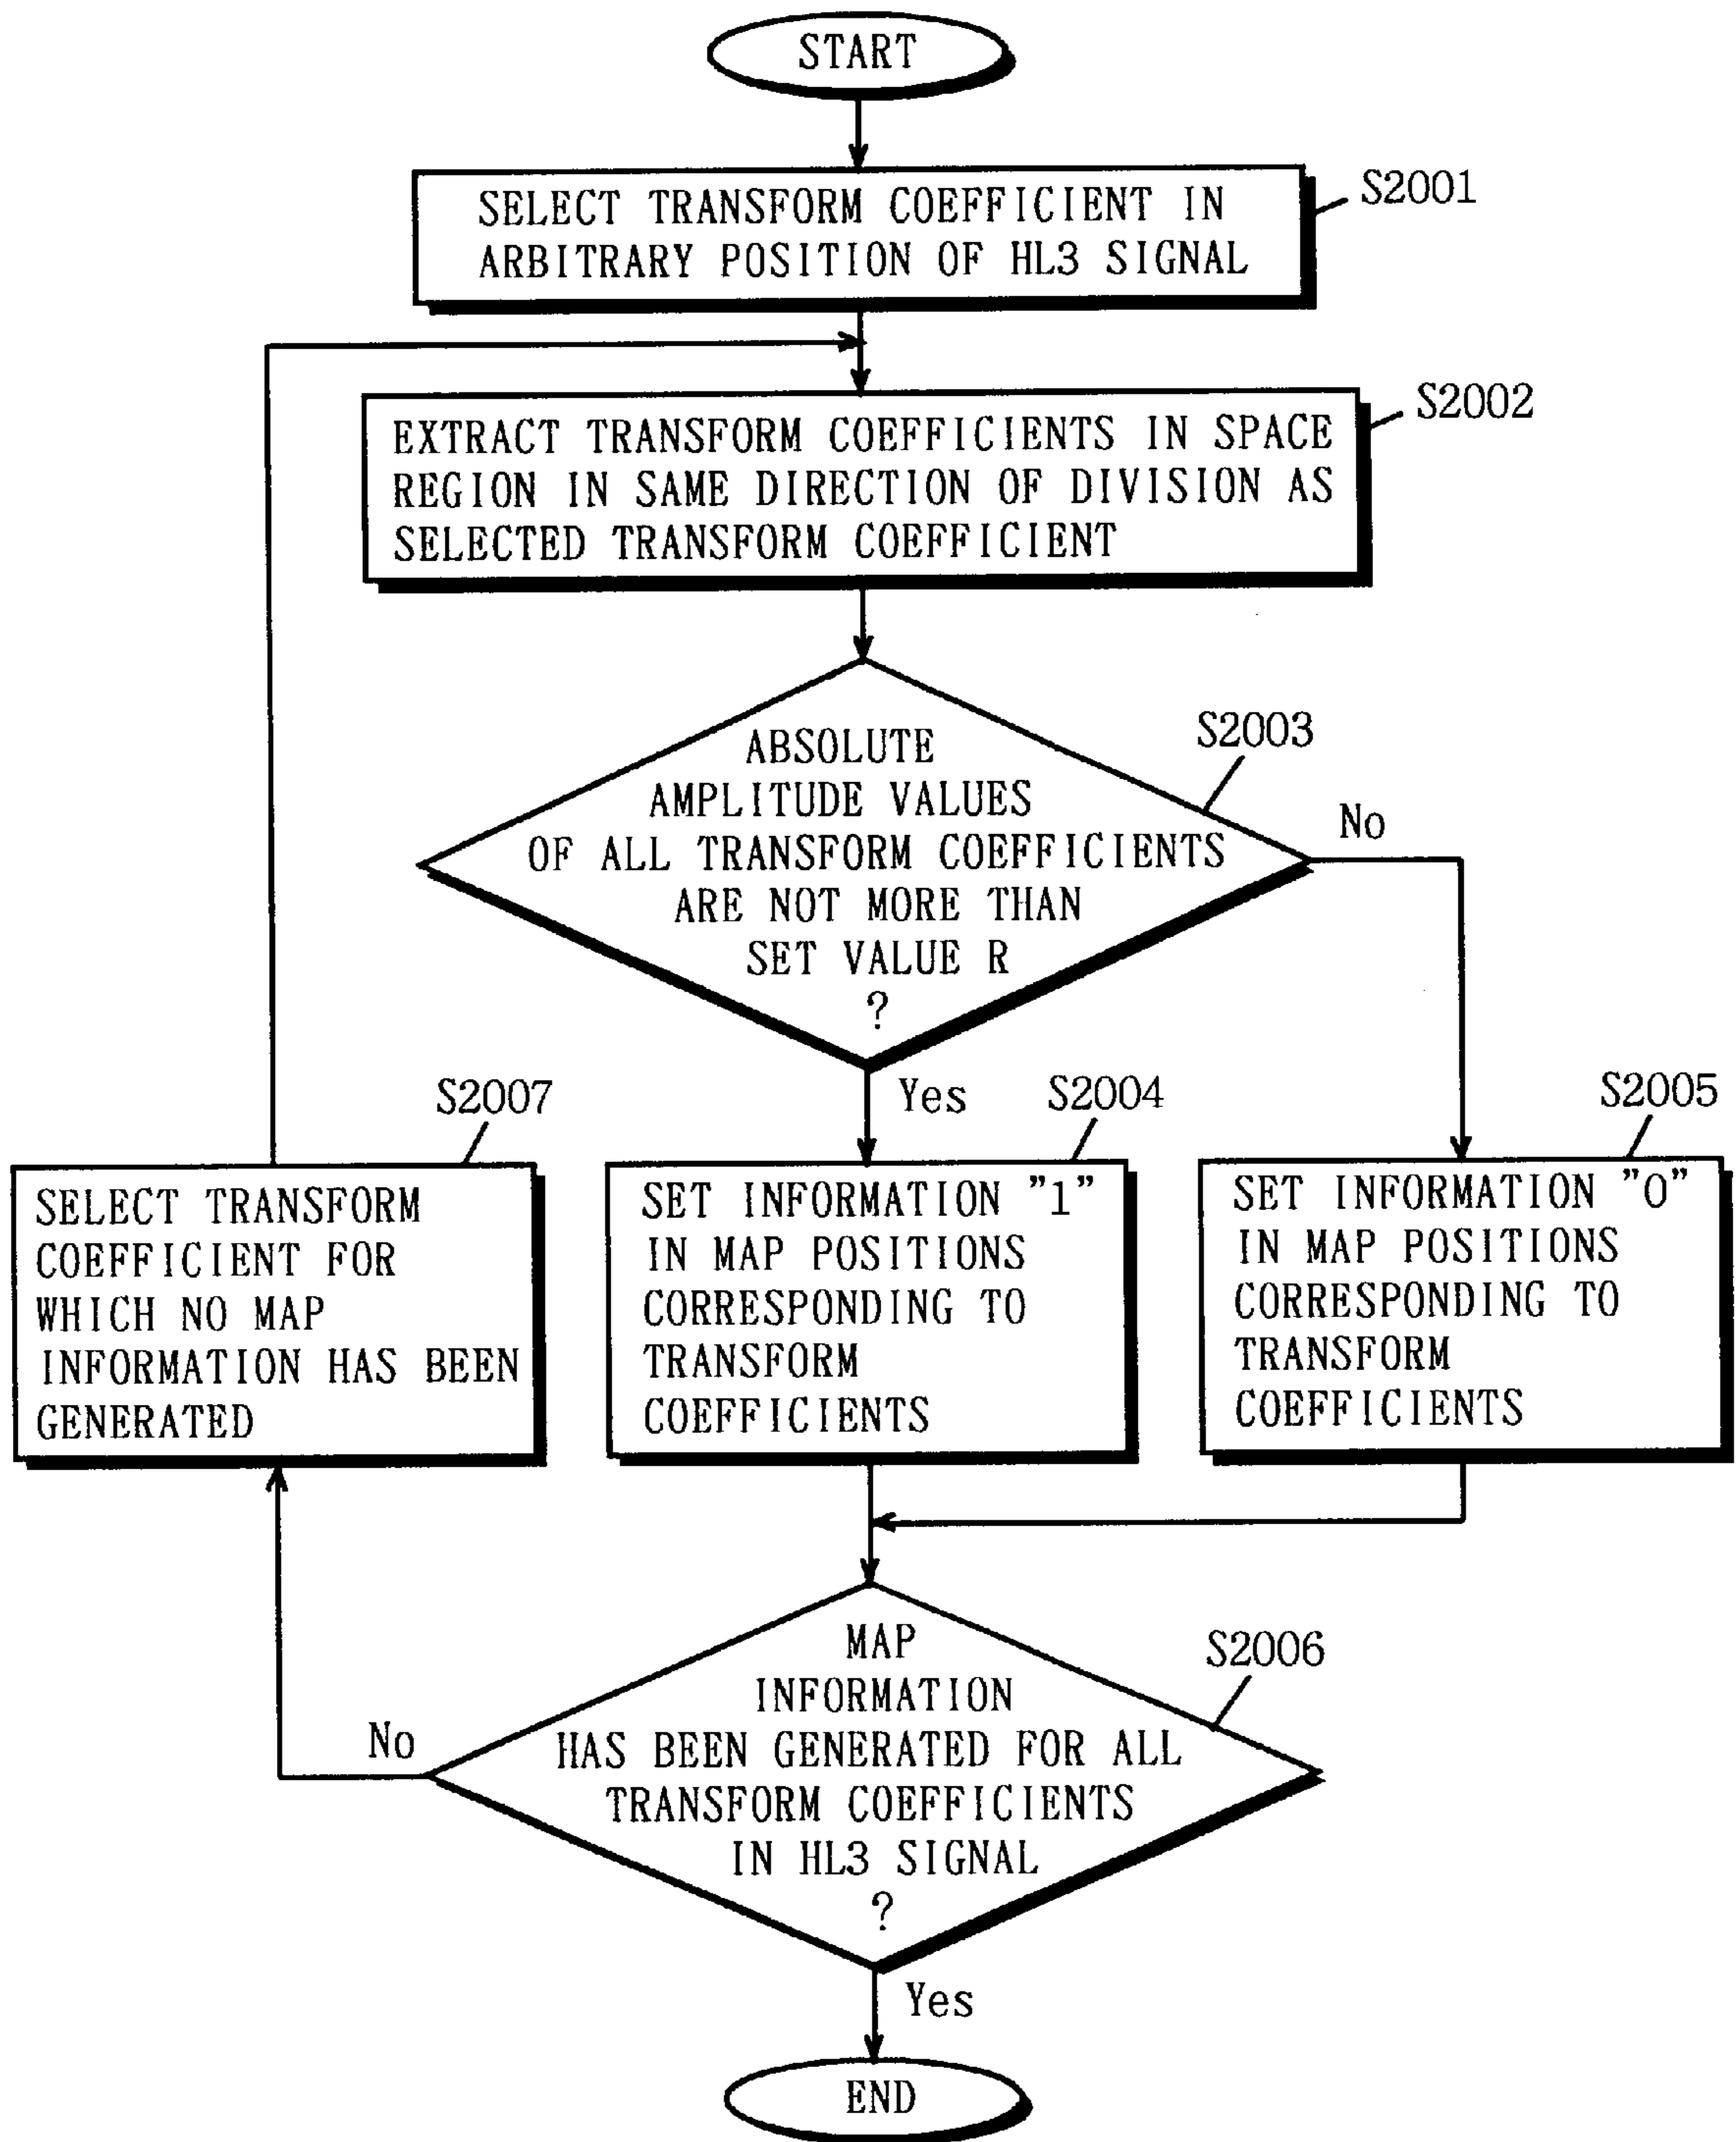 START
SELECT TRANSFORM COEFFICIENT IN
ARBITRARY POSITION OF HL3 SIGNAL
S2001
EXTRACT TRANSFORM COEFFICIENTS IN SPACE
REGION IN SAME DIRECTION OF DIVISION AS
SELECTED TRANSFORM COEFFICIENT
S2002
ABSOLUTE
AMPLITUDE VALUES
OF ALL TRANSFORM COEFFICIENTS
ARE NOT MORE THAN
SET VALUE R
?
S2003
No
Yes
S2007
SELECT TRANSFORM
COEFFICIENT FOR
WHICH NO MAP
INFORMATION HAS BEEN
GENERATED
S2004
SET INFORMATION "1"
IN MAP POSITIONS
CORRESPONDING TO
TRANSFORM
COEFFICIENTS
S2005
SET INFORMATION "0"
IN MAP POSITIONS
CORRESPONDING TO
TRANSFORM
COEFFICIENTS
MAP
INFORMATION
HAS BEEN GENERATED FOR ALL
TRANSFORM COEFFICIENTS
IN HL3 SIGNAL
?
S2006
No
Yes
END